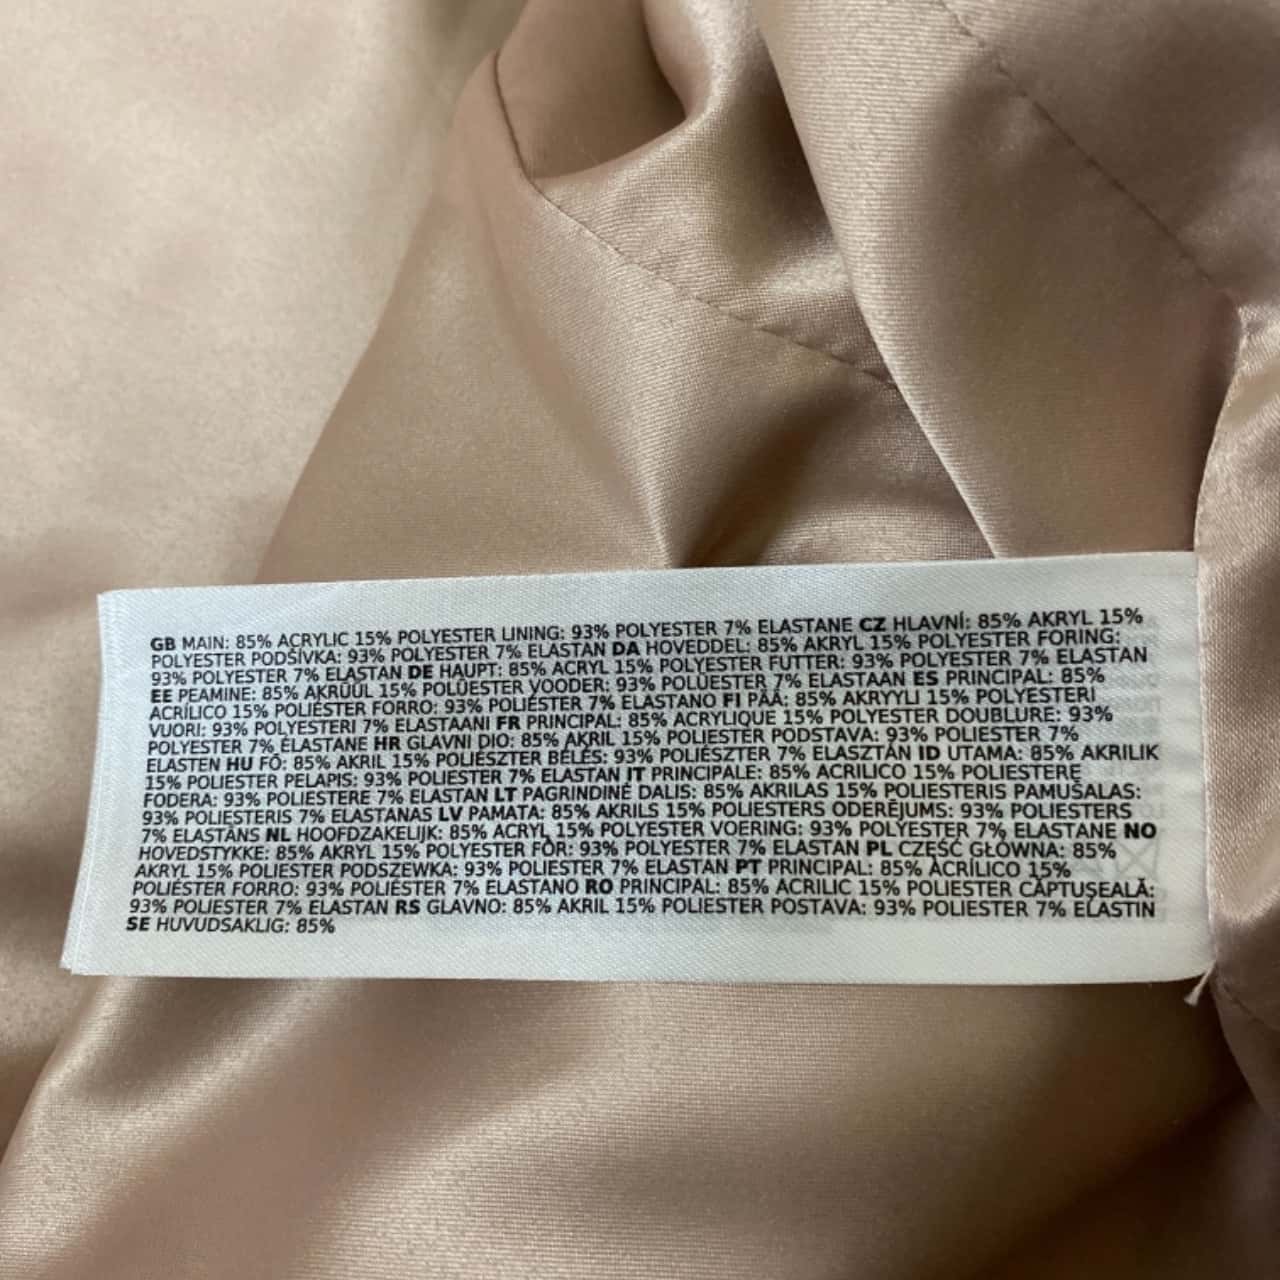 GB MAIN: 85% ACRYLIC 15% POLYESTER LINING: 93% POLYESTER 7% ELASTANE CZ HLAVNÍ: 85% AKRYL 15%
POLYESTER PODŠÍVKA: 93% POLYESTER 7% ELASTAN DA HOVEDDEL: 85% AKRYL 15% POLYESTER FORING:
93% POLYESTER 7% ELASTAN DE HAUPT: 85% ACRYL 15% POLYESTER FUTTER: 93% POLYESTER 7% ELASTAN
EE PEAMINE: 85% AKRÜÜL 15% POLÜESTER VOODER: 93% POLÜESTER 7% ELASTAAN ES PRINCIPAL: 85%
ACRÍLICO 15% POLIÉSTER FORRO: 93% POLIÉSTER 7% ELASTANO FI PÄÄ: 85% AKRYYLI 15% POLYESTERI
VUORI: 93% POLYESTERI 7% ELASTAANI FR PRINCIPAL: 85% ACRYLIQUE 15% POLYESTER DOUBLURE: 93%
POLYESTER 7% ÉLASTANE HR GLAVNI DIO: 85% AKRIL 15% POLYESTER PODSTAVA: 93% POLYESTER 7%
ELASTEN HU FŐ: 85% AKRIL 15% POLIÉSZTER BÉLÉS: 93% POLIÉSZTER 7% ELASZTÁN ID UTAMA: 85% AKRILIK
15% POLIESTER PELAPIS: 93% POLIESTER 7% ELASTAN IT PRINCIPALE: 85% ACRILICO 15% POLIESTERE
FODERA: 93% POLIESTERE 7% ELASTAN LT PAGRINDINĖ DALIS: 85% AKRILAS 15% POLIESTERIS PAMUŠALAS:
93% POLIESTERIS 7% ELASTANAS LV PAMATA: 85% AKRILS 15% POLIESTERS ODERĒJUMS: 93% POLIESTERS
7% ELASTĀNS NL HOOFDZAKELIJK: 85% ACRYL 15% POLYESTER VOERING: 93% POLYESTER 7% ELASTANE NO
HOVEDSTYKKE: 85% AKRYL 15% POLYESTER FÔR: 93% POLYESTER 7% ELASTAN PL CZĘŚĆ GŁÓWNA: 85%
AKRYL 15% POLIESTER PODSZEWKA: 93% POLIESTER 7% ELASTAN PT PRINCIPAL: 85% ACRÍLICO 15%
POLIÉSTER FORRO: 93% POLIÉSTER 7% ELASTANO RO PRINCIPAL: 85% ACRILIC 15% POLIESTER CĂPTUȘEALĂ:
93% POLIESTER 7% ELASTAN RS GLAVNO: 85% AKRIL 15% POLIESTER POSTAVA: 93% POLIESTER 7% ELASTIN
SE HUVUDSAKLIG: 85%